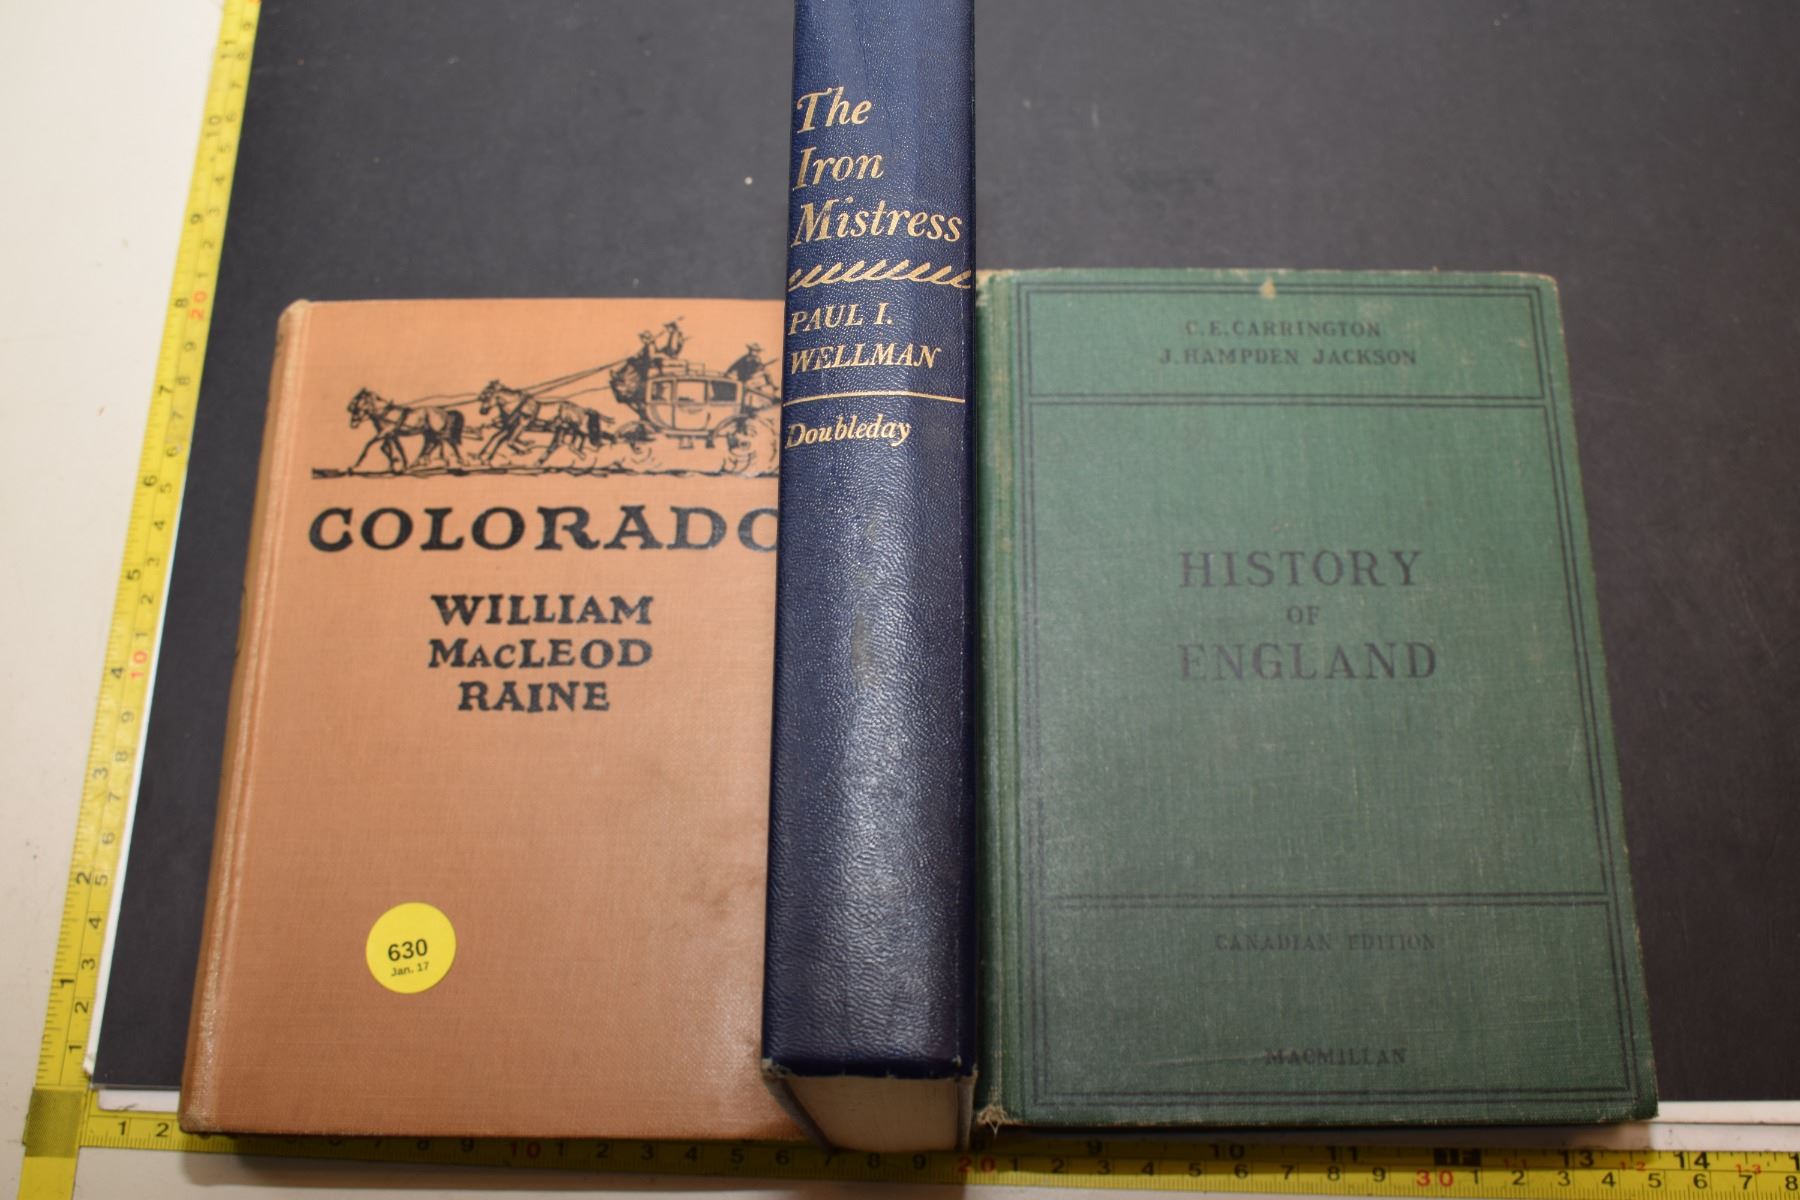 COLORADO
WILLIAM
MACLEOD
RAINE
630
Jan. 17
The
Iron
Mistress
PAUL I.
WELLMAN
Doubleday
C. E. CARRINGTON
J. HAMPDEN JACKSON
HISTORY
OF
ENGLAND
CANADIAN EDITION
MACMILLAN